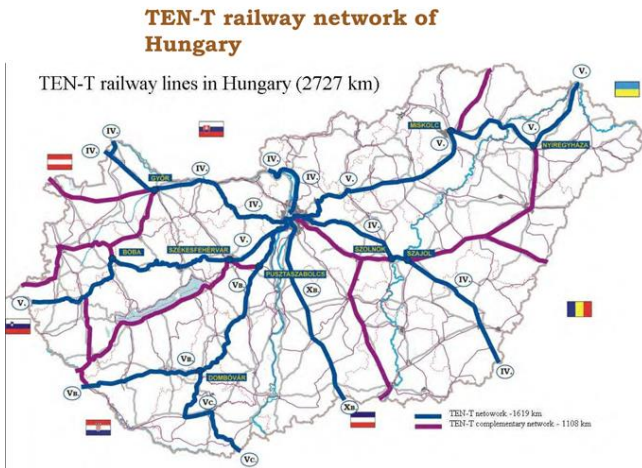 TEN-T railway network of
Hungary
TEN-T railway lines in Hungary (2727 km)
V.
IV.
IV.
MISKOLC
V.
V.
NYÍREGYHÁZA
IV.
IV.
IV.
V.
GYŐR
IV.
IV.
V.
SZOLNOK
SZAJOL
BOBA
SZÉKESFEHÉRVÁR
VB.
PUSZTASZABOLCS
XB.
IV.
V.
VB.
DOMBÓVÁR
VB.
VC.
XB.
IV.
VC.
TEN-T netowork -1619 km
TEN-T complementary network - 1108 km